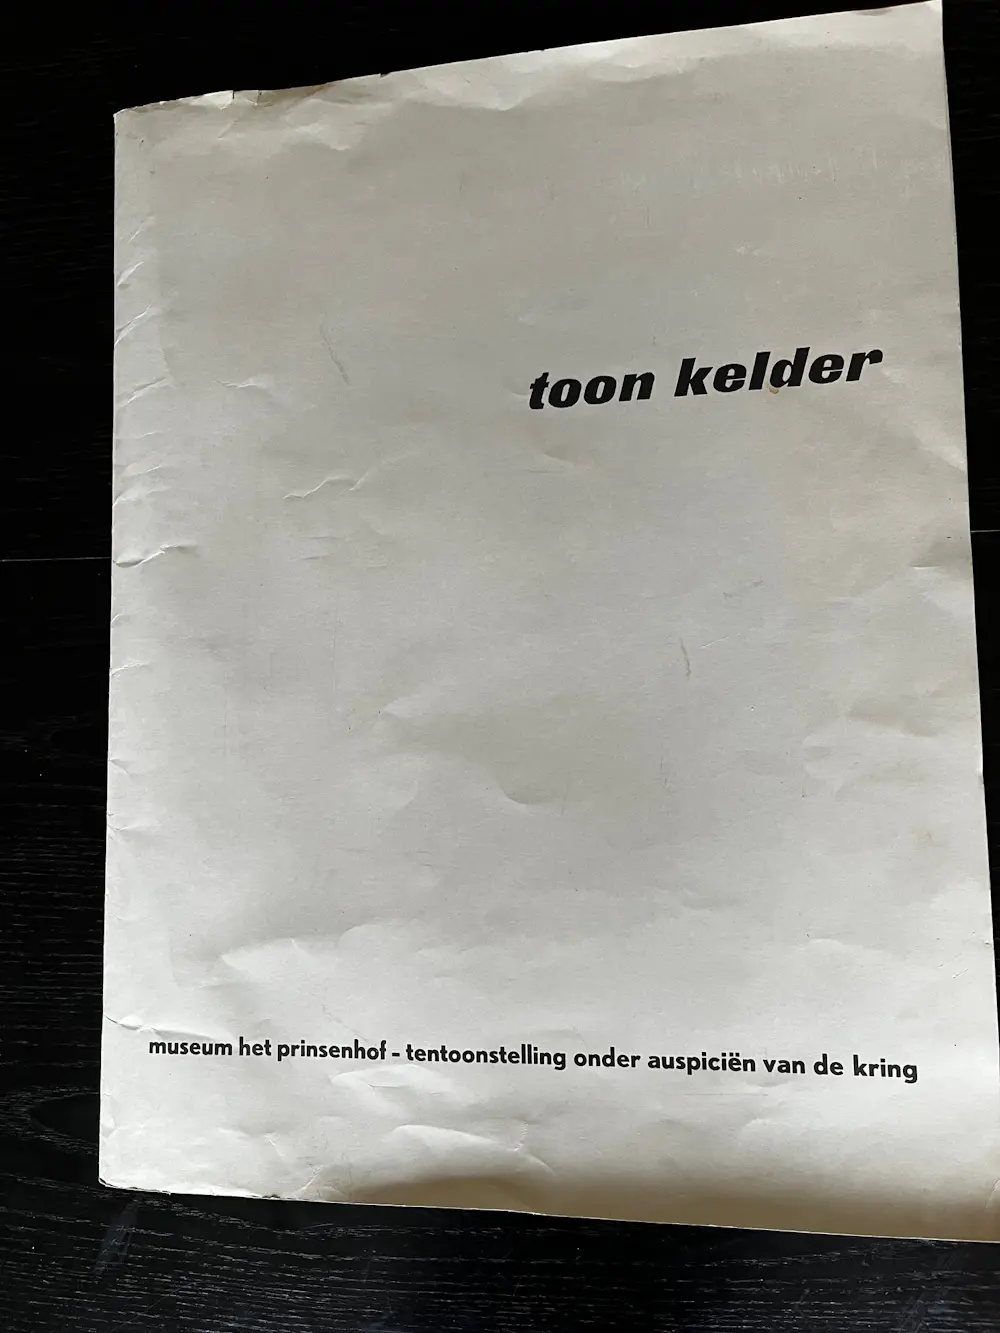 toon kelder
museum het prinsenhof - tentoonstelling onder auspiciën van de kring